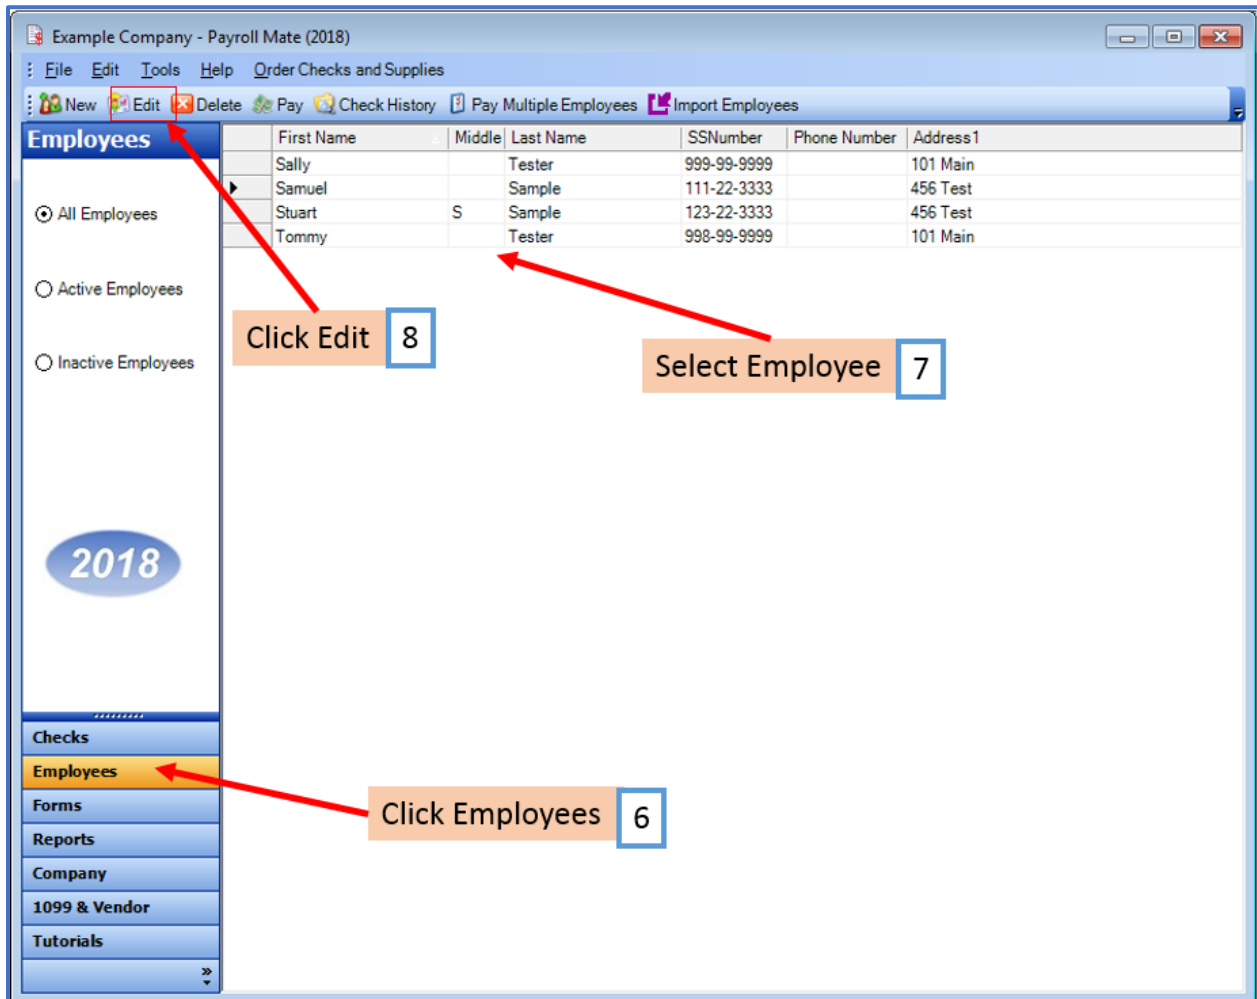 Example Company - Payroll Mate (2018)
File Edit Tools Help Order Checks and Supplies
New Edit Delete Pay Check History Pay Multiple Employees Import Employees
Employees
First Name Middle Last Name SSNumber Phone Number Address1
Sally Tester 999-99-9999 101 Main
Samuel Sample 111-22-3333 456 Test
Stuart S Sample 123-22-3333 456 Test
Tommy Tester 998-99-9999 101 Main
All Employees
Active Employees
Inactive Employees
Click Edit 8
Select Employee 7
2018
Checks
Employees
Click Employees 6
Forms
Reports
Company
1099 & Vendor
Tutorials